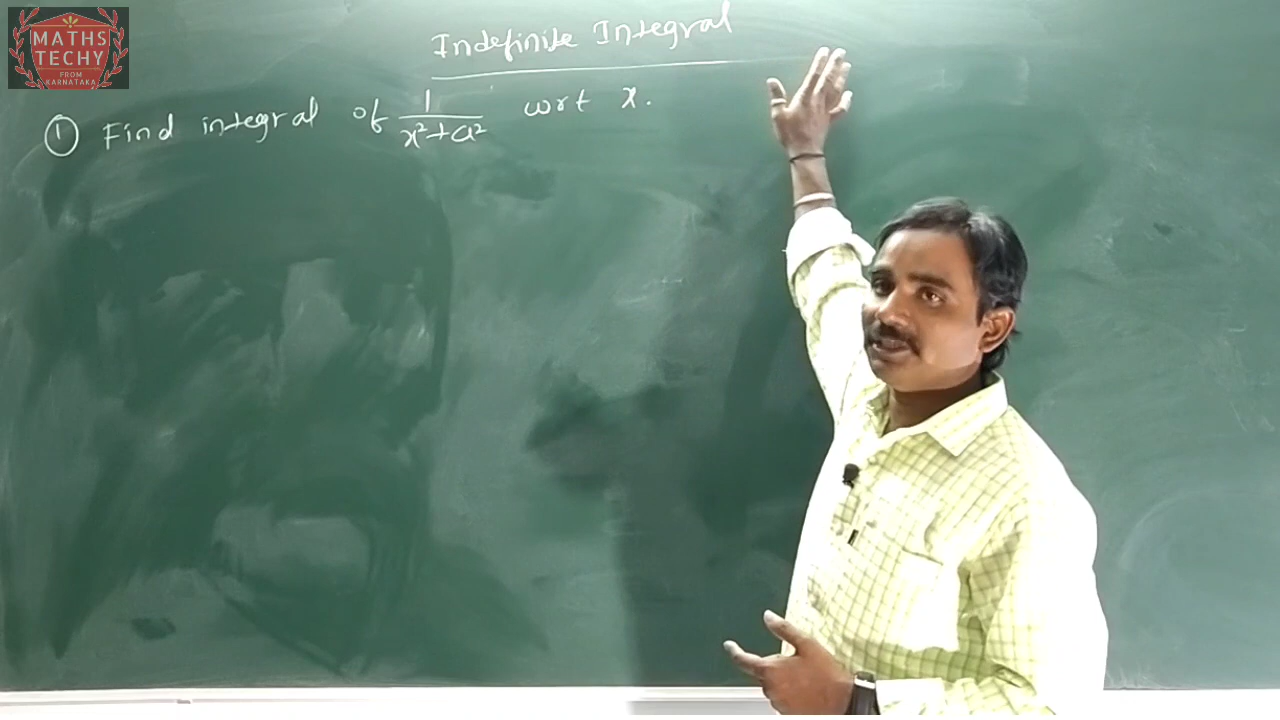 MATHS
TECHY
FROM
KARNATAKA
Indefinite Integral
① Find integral of 1/(x²+a²) wrt x.